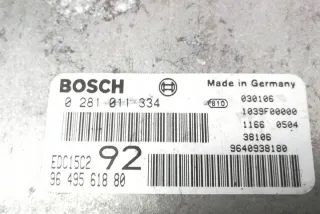 BOSCH
Made in Germany
0 281 011 334
610
030106
1039F00000
1166 0504
38106
9640938180
EDC15C2
92
96 495 618 80